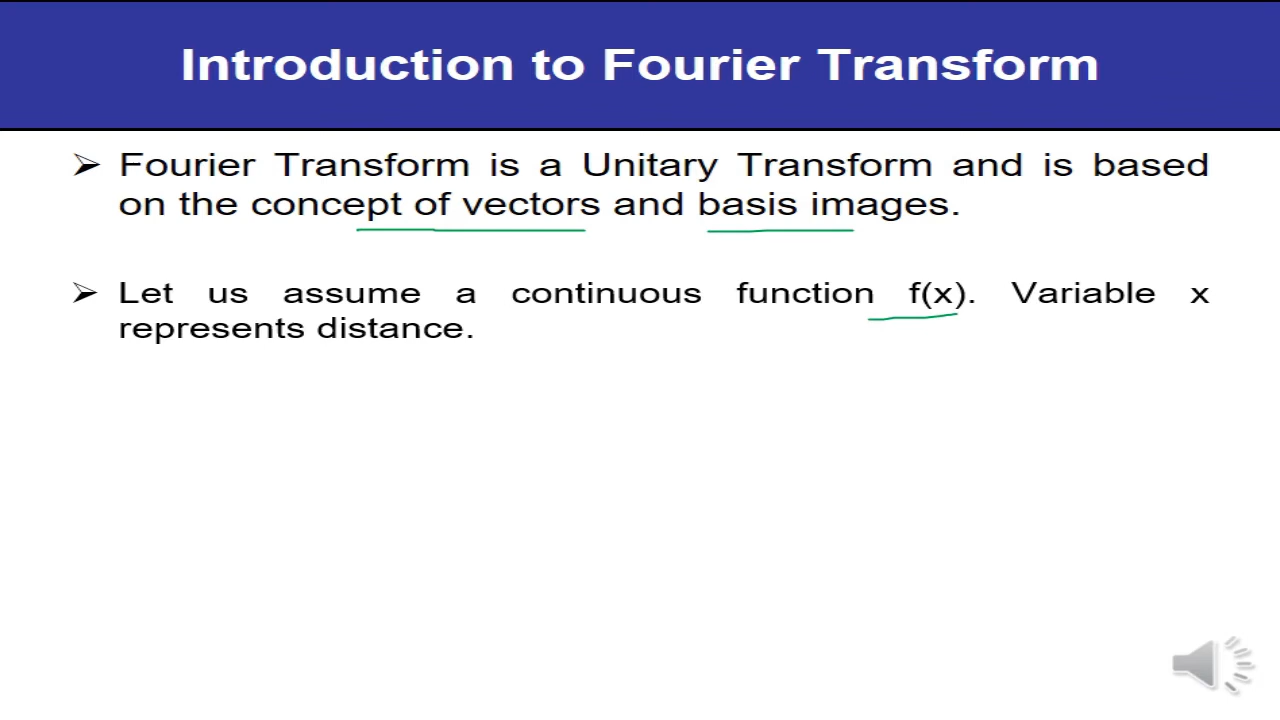 Introduction to Fourier Transform
➢ Fourier Transform is a Unitary Transform and is based
on the concept of vectors and basis images.
➢ Let us assume a continuous function f(x). Variable x
represents distance.